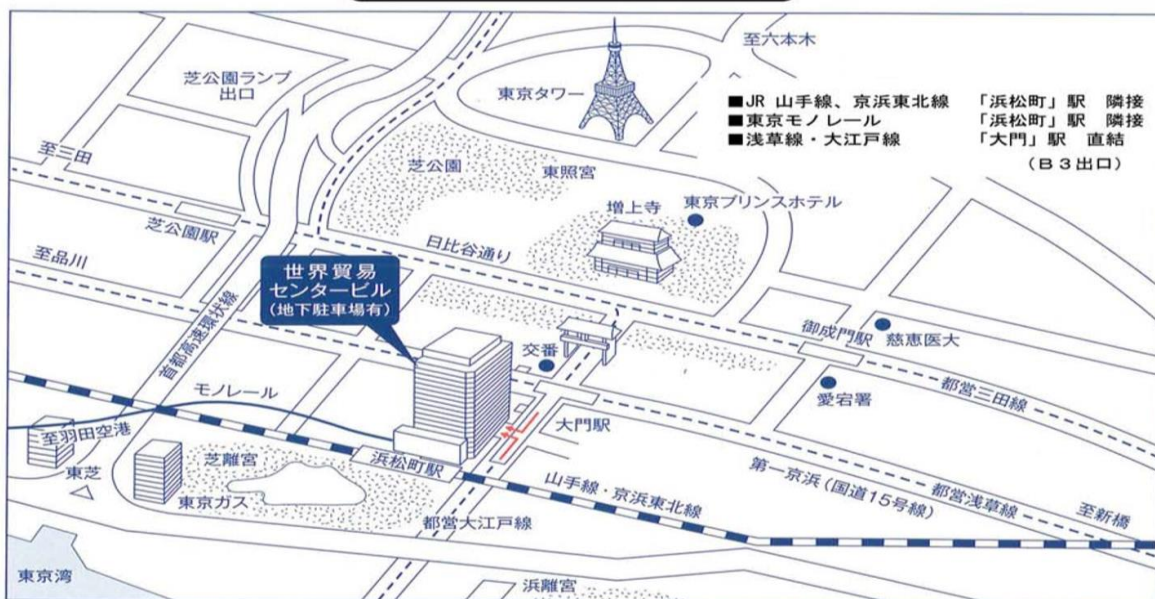 至六本木
芝公園ランプ
出口
東京タワー
■JR 山手線、京浜東北線 「浜松町」駅 隣接
■東京モノレール 「浜松町」駅 隣接
■浅草線・大江戸線 「大門」駅 直結
(B3出口)
至三田
芝公園
東照宮
増上寺
東京プリンスホテル
芝公園駅
日比谷通り
至品川
世界貿易
センタービル
(地下駐車場有)
首都高速環状線
交番
御成門駅
慈恵医大
愛宕署
都営三田線
モノレール
大門駅
至羽田空港
東芝
芝離宮
浜松町駅
東京ガス
山手線・京浜東北線
第一京浜(国道15号線)
都営浅草線
至新橋
都営大江戸線
東京湾
浜離宮